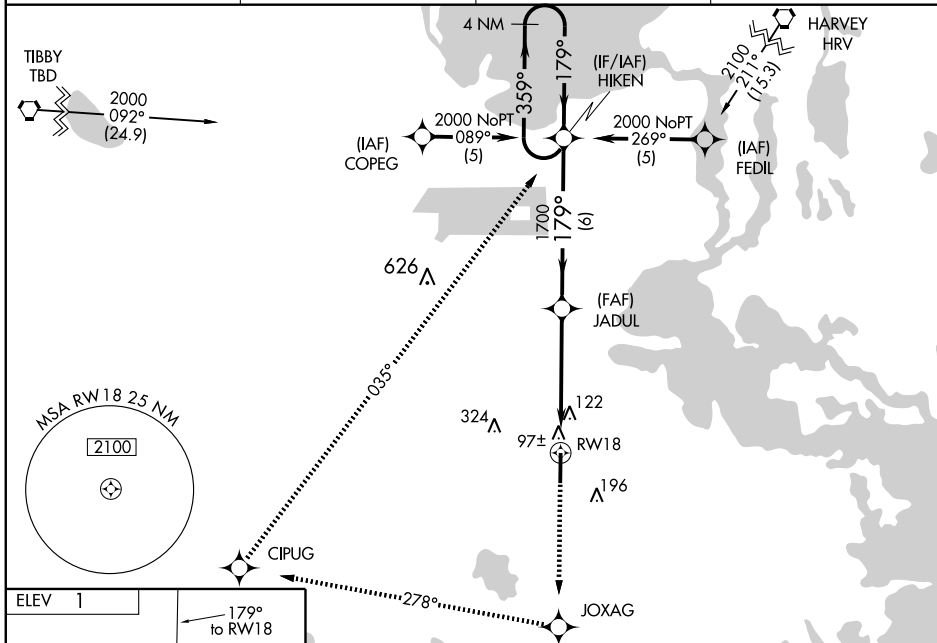 4 NM
HARVEY
HRV
TIBBY
TBD
(IF/IAF)
HIKEN
2100
211°
(15.3)
359°
179°
2000
092°
(24.9)
2000 NoPT
089°
(5)
2000 NoPT
269°
(5)
(IAF)
COPEG
(IAF)
FEDIL
1700
179°
(6)
626
(FAF)
JADUL
035°
MSA RW18 25 NM
2100
324
122
97±
RW18
196
CIPUG
278°
JOXAG
ELEV 1
179°
to RW18